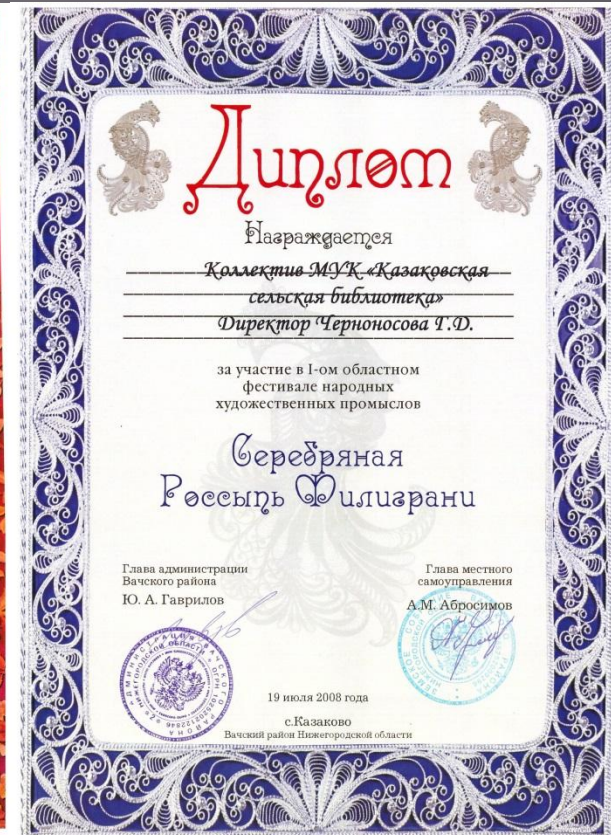 Диплом
Награждается
Коллектив МУК «Казаковская
сельская библиотека»
Директор Черноносова Г.Д.
за участие в I-ом областном
фестивале народных
художественных промыслов
Серебряная
Россыпь Филиграни
Глава администрации
Вачского района
Ю. А. Гаврилов
Глава местного
самоуправления
А.М. Абросимов
19 июля 2008 года
с.Казаково
Вачский район Нижегородской области